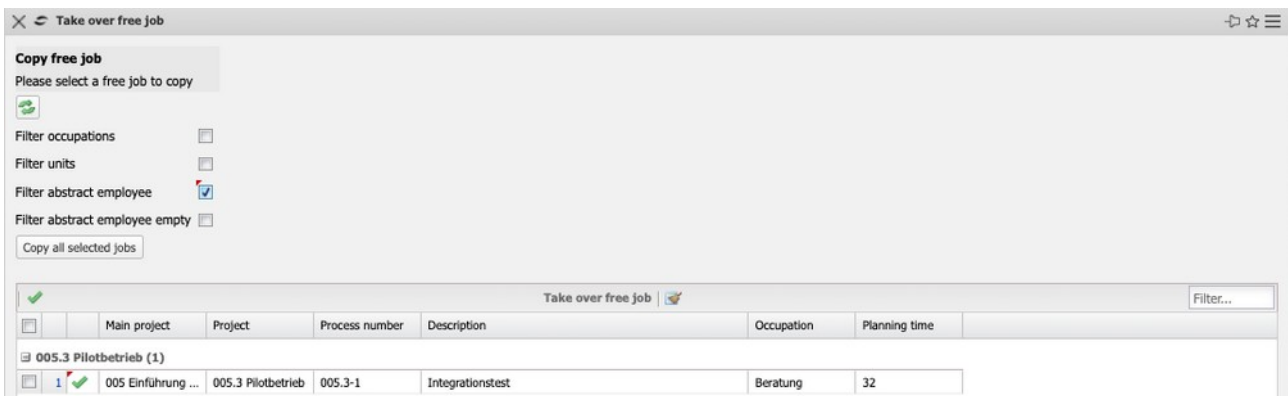 Take over free job
Copy free job
Please select a free job to copy
Filter occupations
Filter units
Filter abstract employee
Filter abstract employee empty
Copy all selected jobs
Take over free job Filter...
Main project Project Process number Description Occupation Planning time
005.3 Pilotbetrieb (1)
1 005 Einführung ... 005.3 Pilotbetrieb 005.3-1 Integrationstest Beratung 32